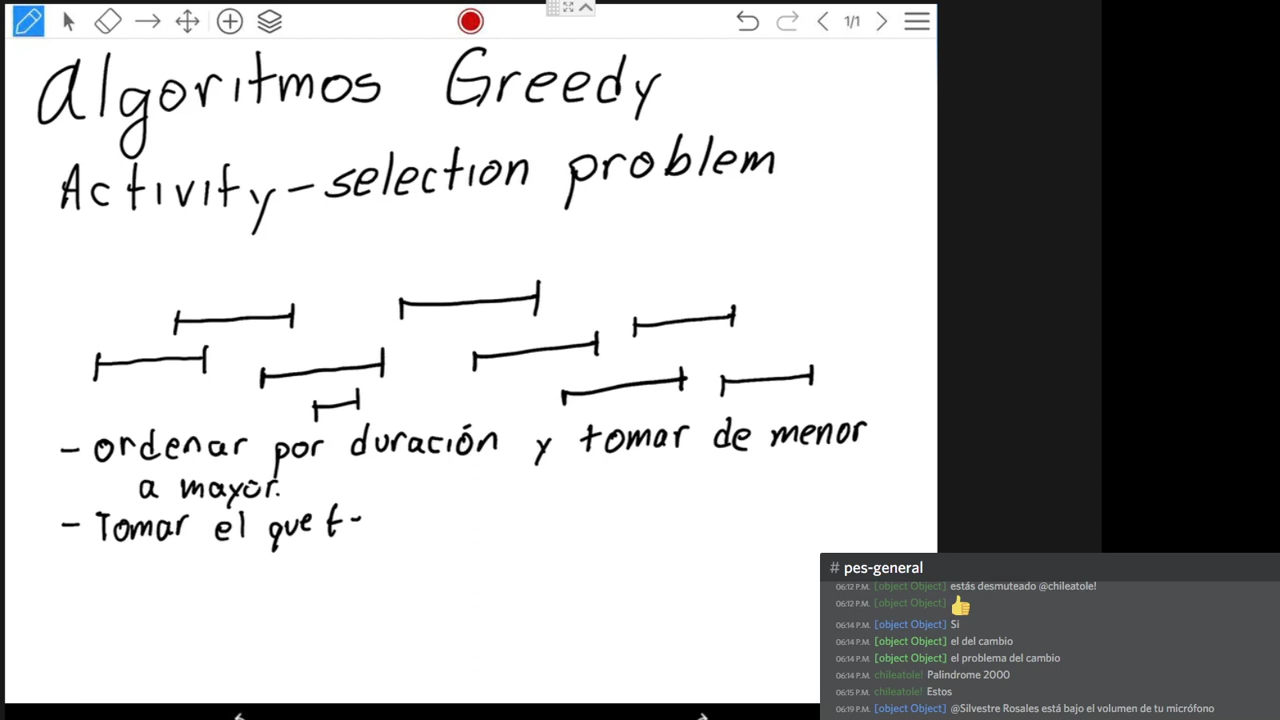 1/1
Algoritmos Greedy
Activity-selection problem
- ordenar por duración y tomar de menor
a mayor.
- Tomar el que t
# pes-general
06:12 P.M. [object Object] estás desmuteado @chileatole!
06:12 P.M. [object Object] 👍
06:14 P.M. [object Object] Si
06:14 P.M. [object Object] el del cambio
06:14 P.M. [object Object] el problema del cambio
06:14 P.M. chileatole! Palindrome 2000
06:15 P.M. chileatole! Estos
06:19 P.M. [object Object] @Silvestre Rosales está bajo el volumen de tu micrófono